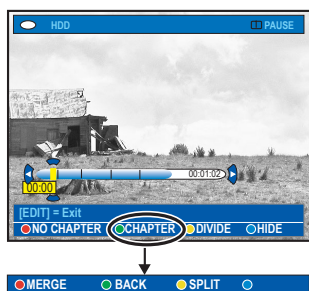 HDD PAUSE
00:01:02
00:00
[EDIT] = Exit
NO CHAPTER CHAPTER DIVIDE HIDE
MERGE BACK SPLIT